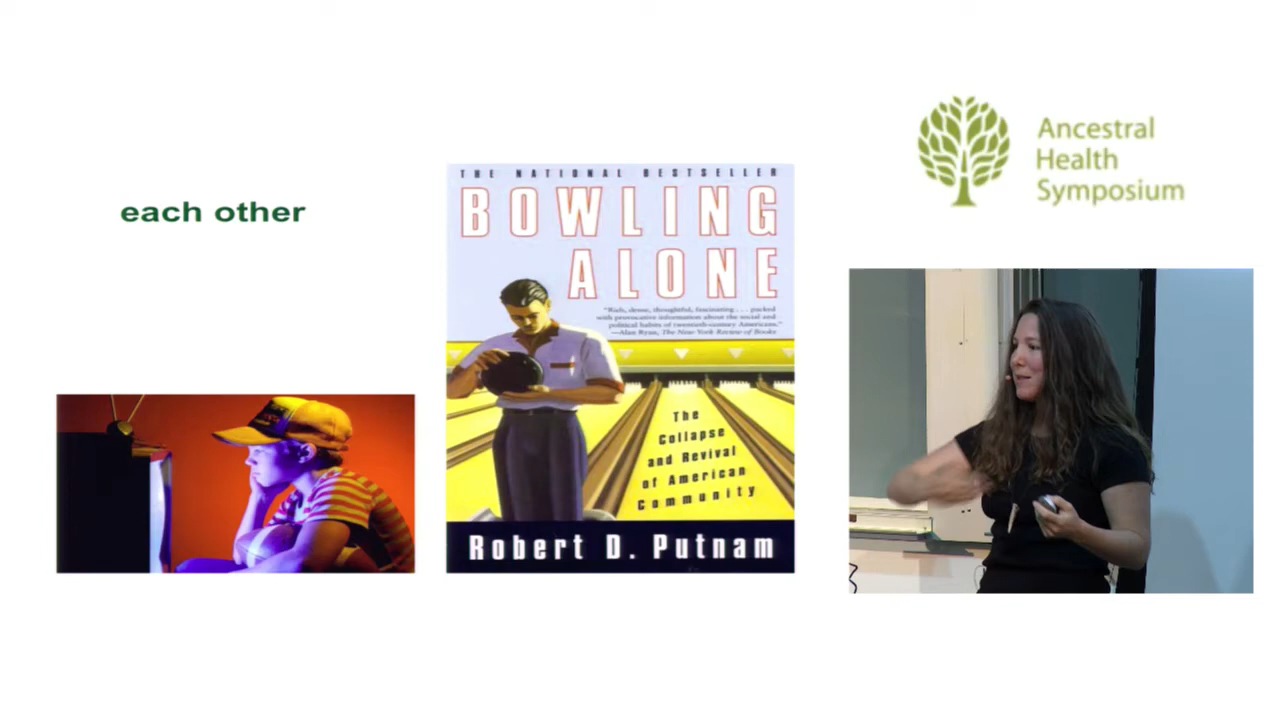 each other
THE NATIONAL BESTSELLER
BOWLING
ALONE
"Rich, dense, thoughtful, fascinating . . . packed
with provocative information about the social and
political habits of twentieth-century Americans."
—Alan Ryan, The New York Review of Books
The
Collapse
and Revival
of American
Community
Robert D. Putnam
Ancestral
Health
Symposium